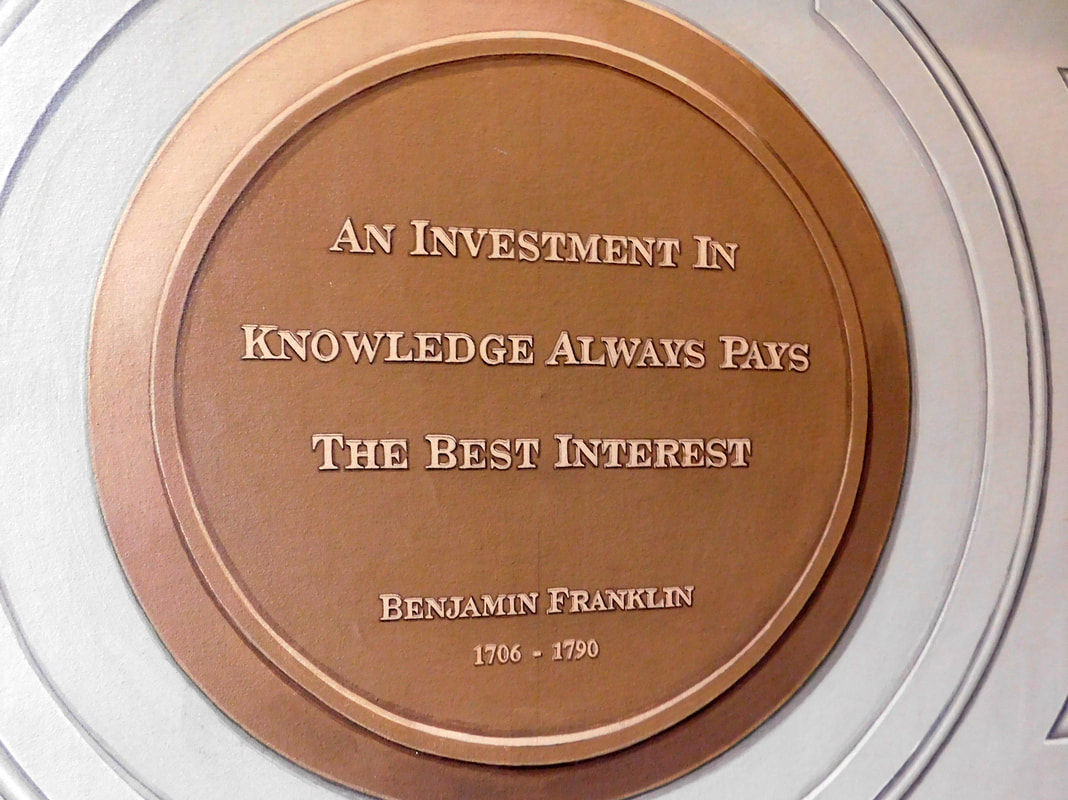 An Investment In
Knowledge Always Pays
The Best Interest
Benjamin Franklin
1706 - 1790